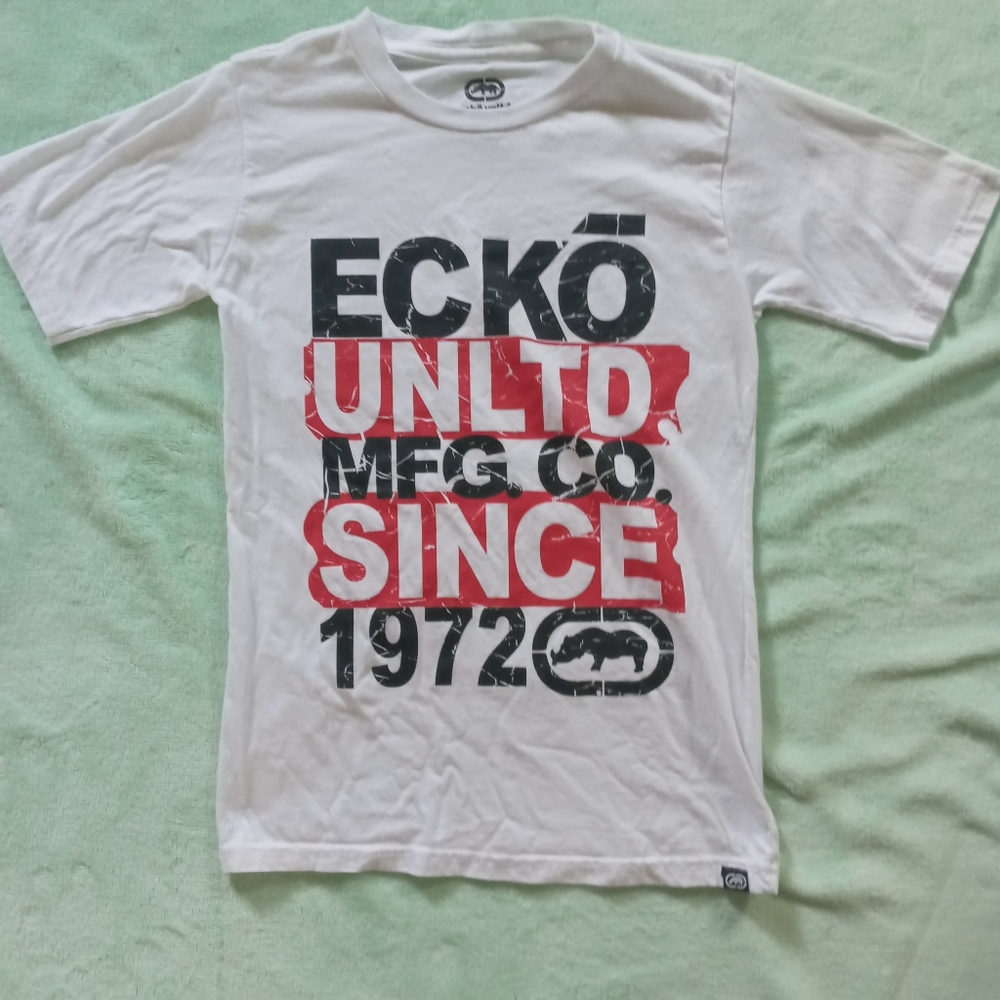 ECKŌ
UNLTD.
MFG. CO.
SINCE
1972